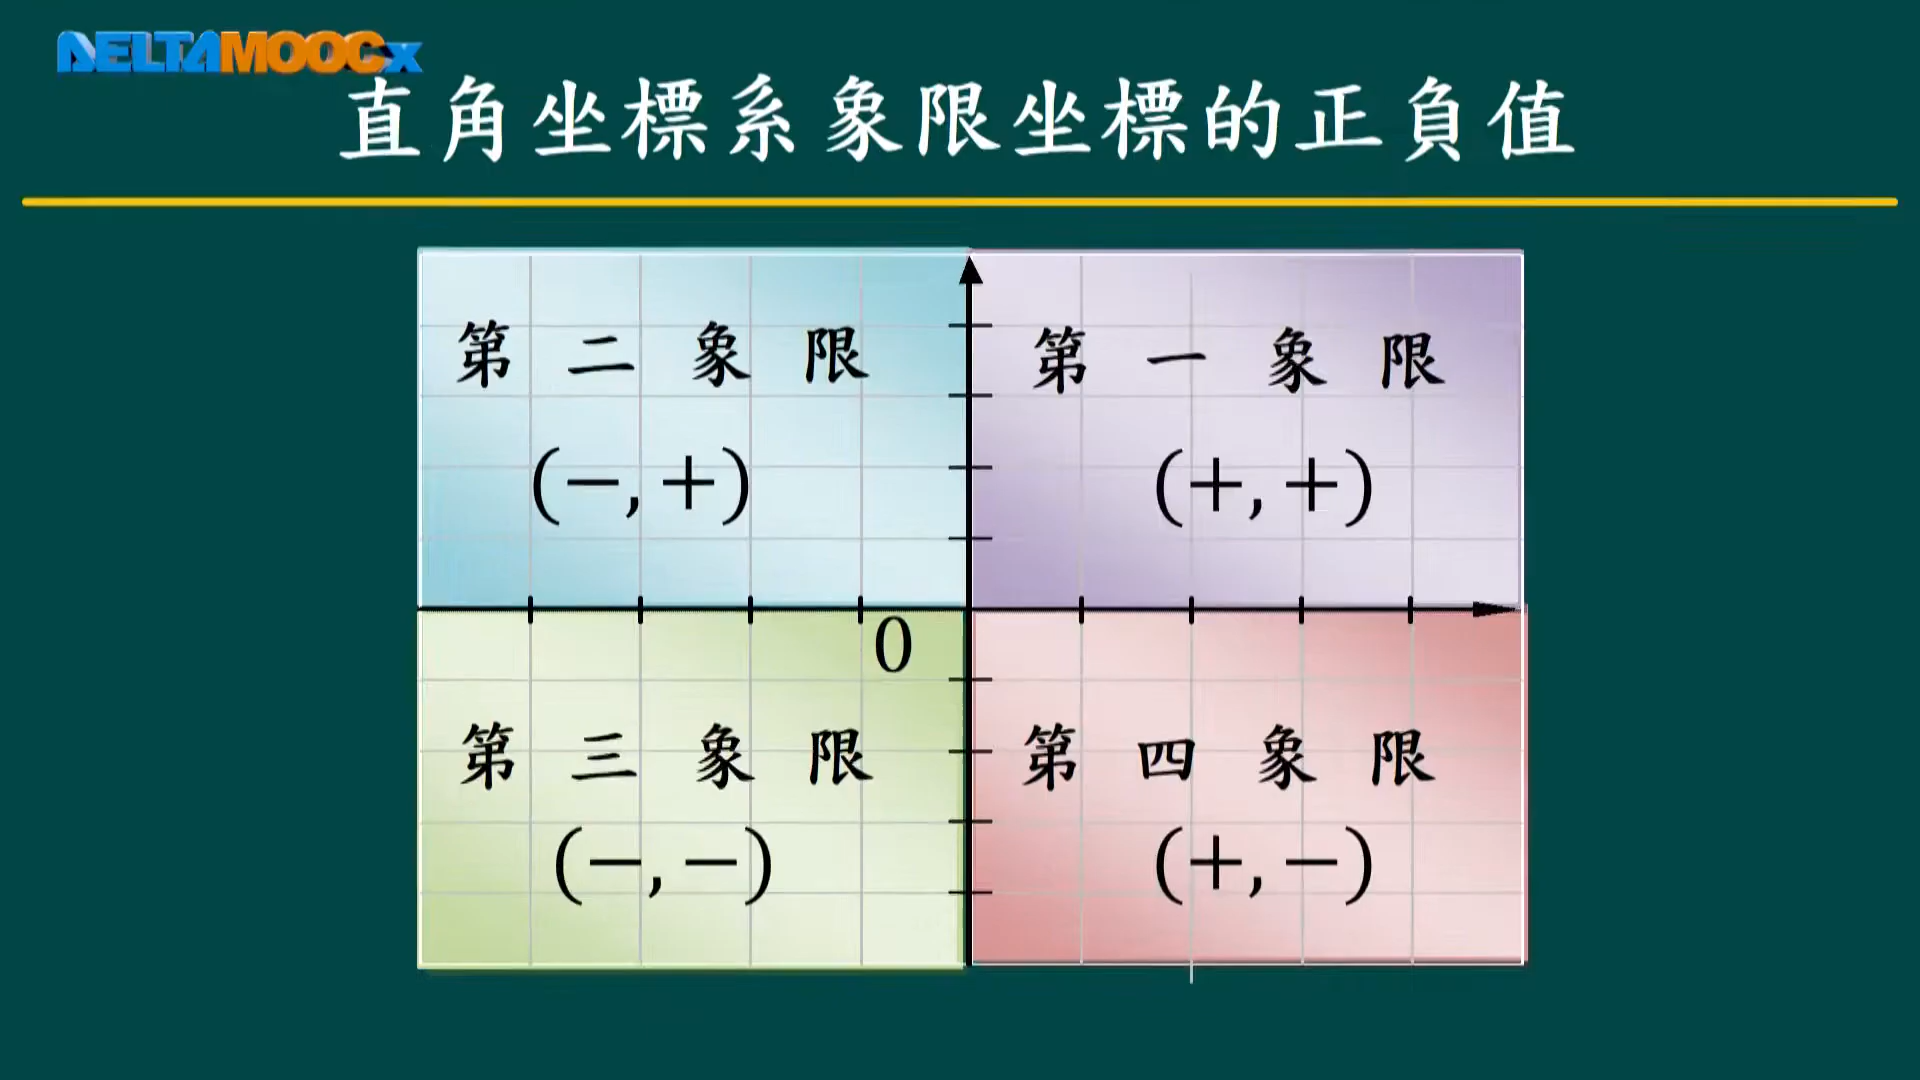 DELTAMOOCx
直角坐標系象限坐標的正負值
第二象限
(−,+)
第一象限
(+,+)
0
第三象限
(−,−)
第四象限
(+,−)